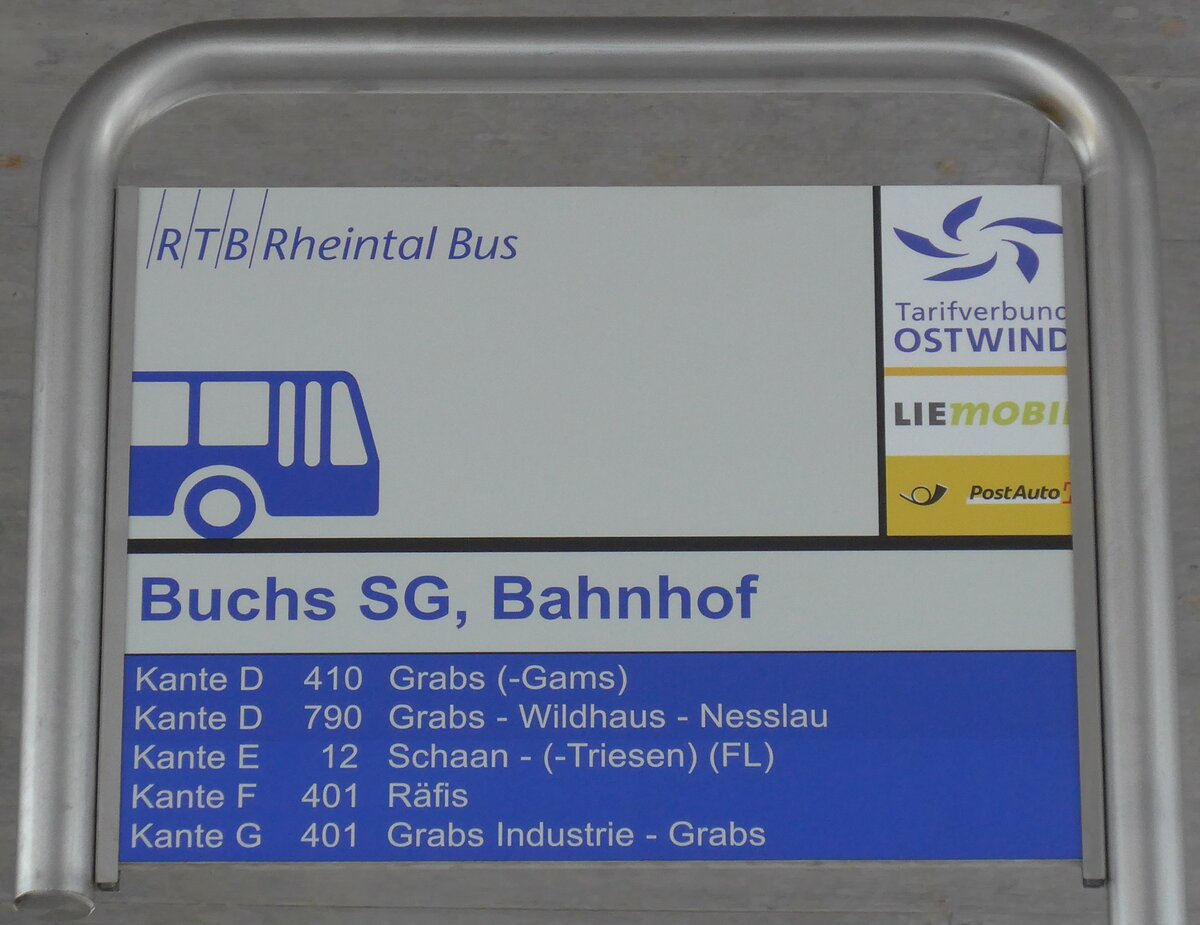 RTB Rheintal Bus
Tarifverbund
OSTWIND
LIEMOBIL
PostAuto
Buchs SG, Bahnhof
Kante D 410 Grabs (-Gams)
Kante D 790 Grabs - Wildhaus - Nesslau
Kante E 12 Schaan - (-Triesen) (FL)
Kante F 401 Räfis
Kante G 401 Grabs Industrie - Grabs